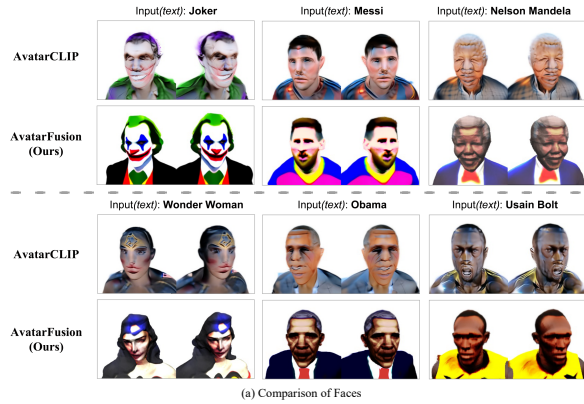 Input(text): Joker Input(text): Messi Input(text): Nelson Mandela
AvatarCLIP
AvatarFusion
(Ours)
Input(text): Wonder Woman Input(text): Obama Input(text): Usain Bolt
AvatarCLIP
AvatarFusion
(Ours)
(a) Comparison of Faces